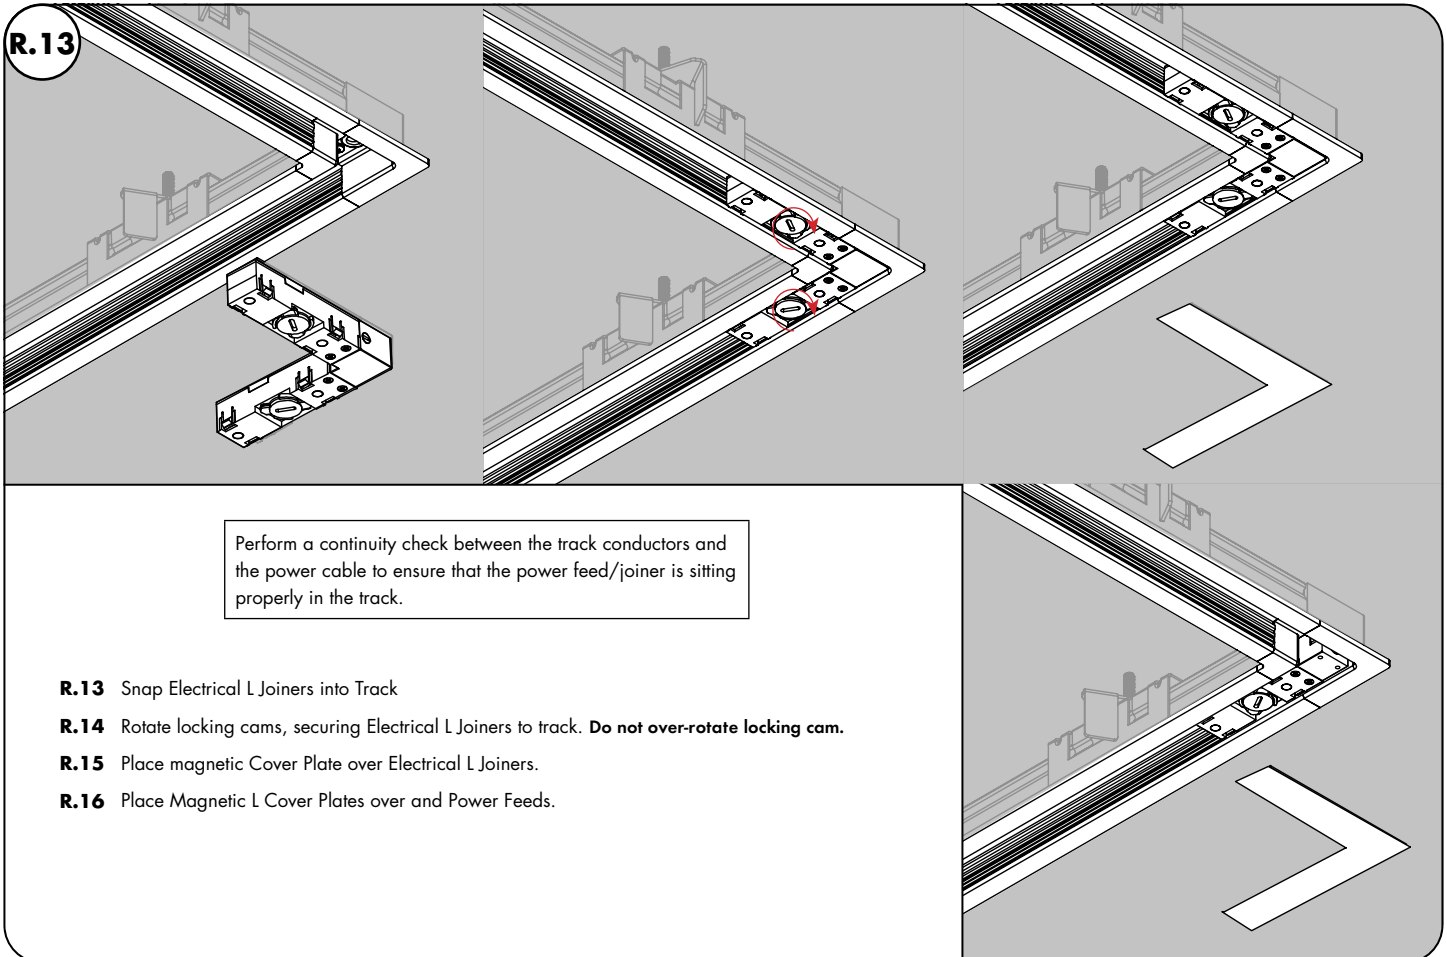 R.13
Perform a continuity check between the track conductors and
the power cable to ensure that the power feed/joiner is sitting
properly in the track.
R.13 Snap Electrical L Joiners into Track
R.14 Rotate locking cams, securing Electrical L Joiners to track. Do not over-rotate locking cam.
R.15 Place magnetic Cover Plate over Electrical L Joiners.
R.16 Place Magnetic L Cover Plates over and Power Feeds.